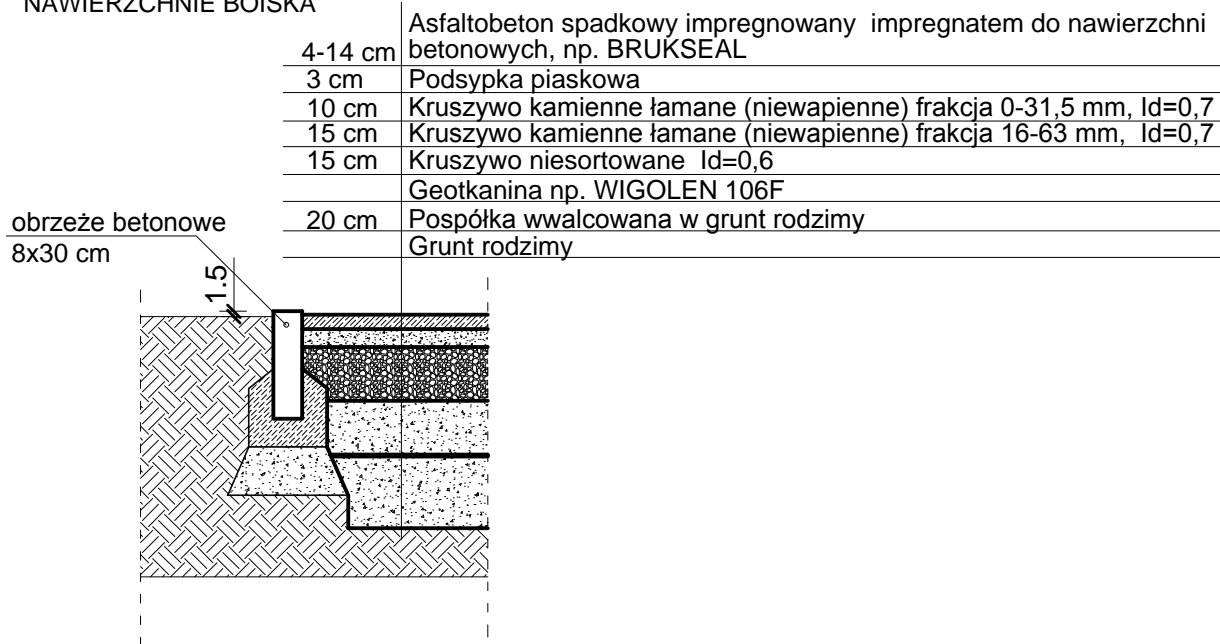 NAWIERZCHNIE BOISKA
Asfaltobeton spadkowy impregnowany impregnatem do nawierzchni
4-14 cm betonowych, np. BRUKSEAL
3 cm Podsypka piaskowa
10 cm Kruszywo kamienne łamane (niewapienne) frakcja 0-31,5 mm, Id=0,7
15 cm Kruszywo kamienne łamane (niewapienne) frakcja 16-63 mm, Id=0,7
15 cm Kruszywo niesortowane Id=0,6
Geotkanina np. WIGOLEN 106F
20 cm Pospółka wwalcowana w grunt rodzimy
Grunt rodzimy
obrzeże betonowe
8x30 cm
1.5